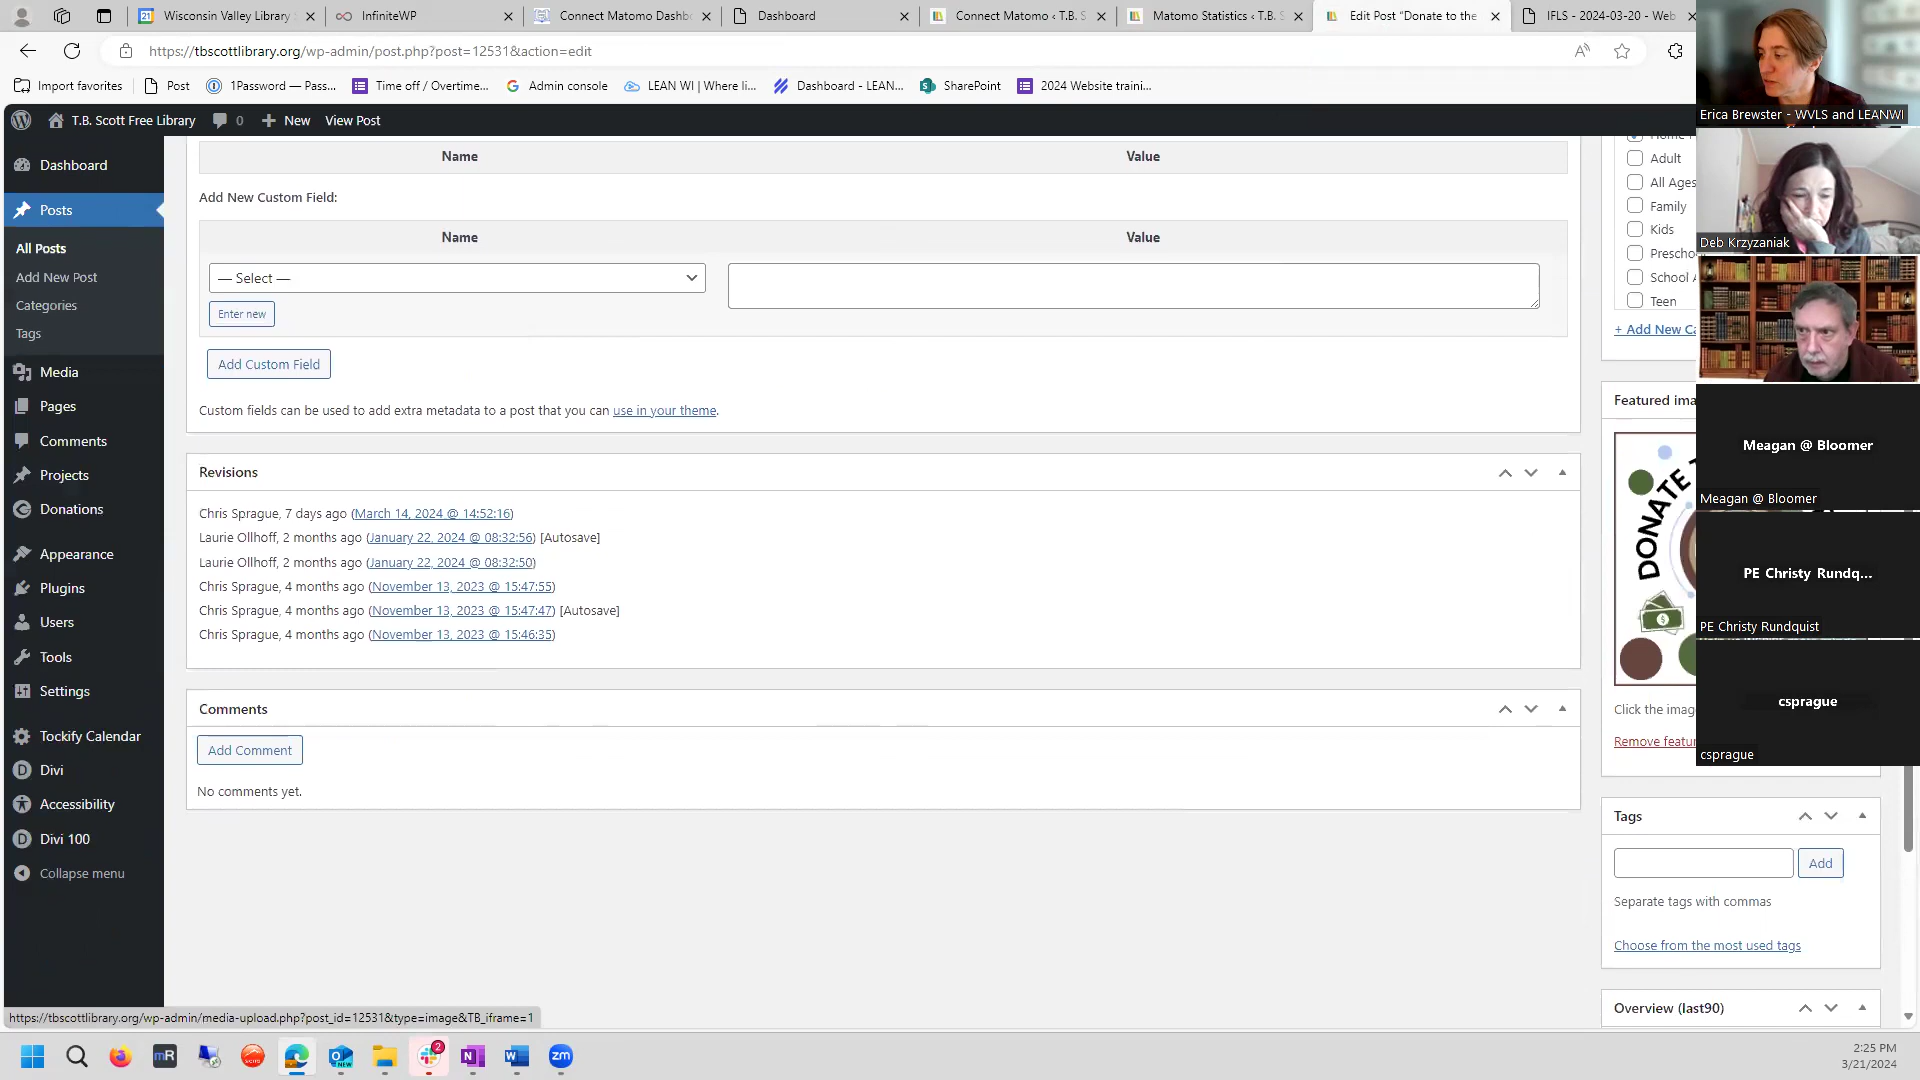 Wisconsin Valley Library
InfiniteWP
Connect Matomo Dashb
Dashboard
Connect Matomo ‹ T.B. S
Matomo Statistics ‹ T.B. S
Edit Post “Donate to the
IFLS - 2024-03-20 - Web
https://tbscottlibrary.org/wp-admin/post.php?post=12531&action=edit
Import favorites
Post
1Password — Pass...
Time off / Overtime...
Admin console
LEAN WI | Where li...
Dashboard - LEAN...
SharePoint
2024 Website traini...
T.B. Scott Free Library
0
New
View Post
Dashboard
Posts
All Posts
Add New Post
Categories
Tags
Media
Pages
Comments
Projects
Donations
Appearance
Plugins
Users
Tools
Settings
Tockify Calendar
Divi
Accessibility
Divi 100
Collapse menu
Name
Value
Add New Custom Field:
Name
Value
— Select —
Enter new
Add Custom Field
Custom fields can be used to add extra metadata to a post that you can use in your theme.
Revisions
Chris Sprague, 7 days ago (March 14, 2024 @ 14:52:16)
Laurie Ollhoff, 2 months ago (January 22, 2024 @ 08:32:56) [Autosave]
Laurie Ollhoff, 2 months ago (January 22, 2024 @ 08:32:50)
Chris Sprague, 4 months ago (November 13, 2023 @ 15:47:55)
Chris Sprague, 4 months ago (November 13, 2023 @ 15:47:47) [Autosave]
Chris Sprague, 4 months ago (November 13, 2023 @ 15:46:35)
Comments
Add Comment
No comments yet.
Adult
All Ages
Family
Kids
Prescho
School A
Teen
+ Add New Ca
Featured ima
DONATE T
Click the imag
Remove featur
Tags
Add
Separate tags with commas
Choose from the most used tags
Overview (last90)
Erica Brewster - WVLS and LEANWI
Deb Krzyzaniak
Meagan @ Bloomer
Meagan @ Bloomer
PE Christy Rundq...
PE Christy Rundquist
csprague
csprague
https://tbscottlibrary.org/wp-admin/media-upload.php?post_id=12531&type=image&TB_iframe=1
mR
NEW
2
zm
2:25 PM
3/21/2024